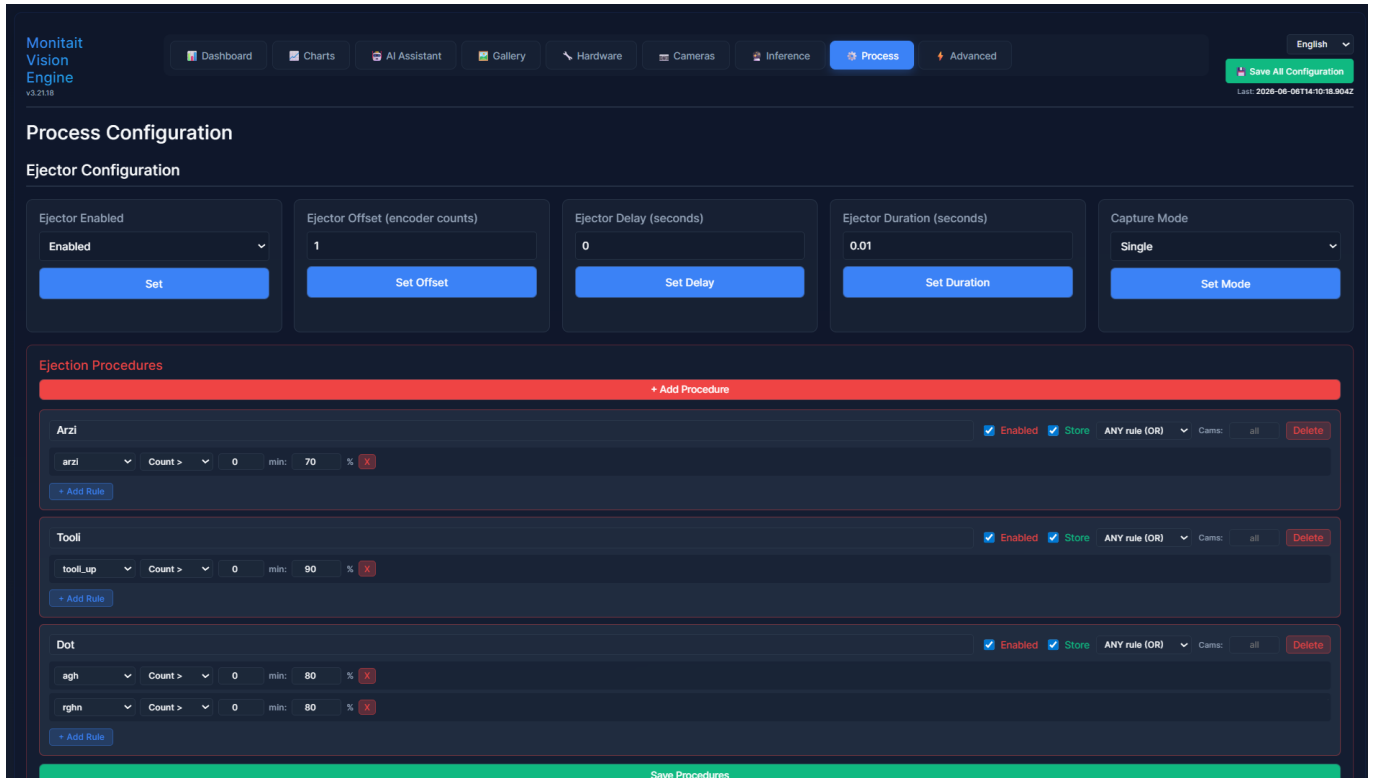 Monitait
Vision
Engine
v3.21.18
Dashboard
Charts
AI Assistant
Gallery
Hardware
Cameras
Inference
Process
Advanced
English
Save All Configuration
Last: 2026-06-06T14:10:18.904Z
Process Configuration
Ejector Configuration
Ejector Enabled
Enabled
Set
Ejector Offset (encoder counts)
1
Set Offset
Ejector Delay (seconds)
0
Set Delay
Ejector Duration (seconds)
0.01
Set Duration
Capture Mode
Single
Set Mode
Ejection Procedures
+ Add Procedure
Arzi Enabled Store ANY rule (OR) Cams: all Delete
arzi Count > 0 min: 70 % X
+ Add Rule
Tooli Enabled Store ANY rule (OR) Cams: all Delete
tooli_up Count > 0 min: 90 % X
+ Add Rule
Dot Enabled Store ANY rule (OR) Cams: all Delete
agh Count > 0 min: 80 % X
rghn Count > 0 min: 80 % X
+ Add Rule
Save Procedures